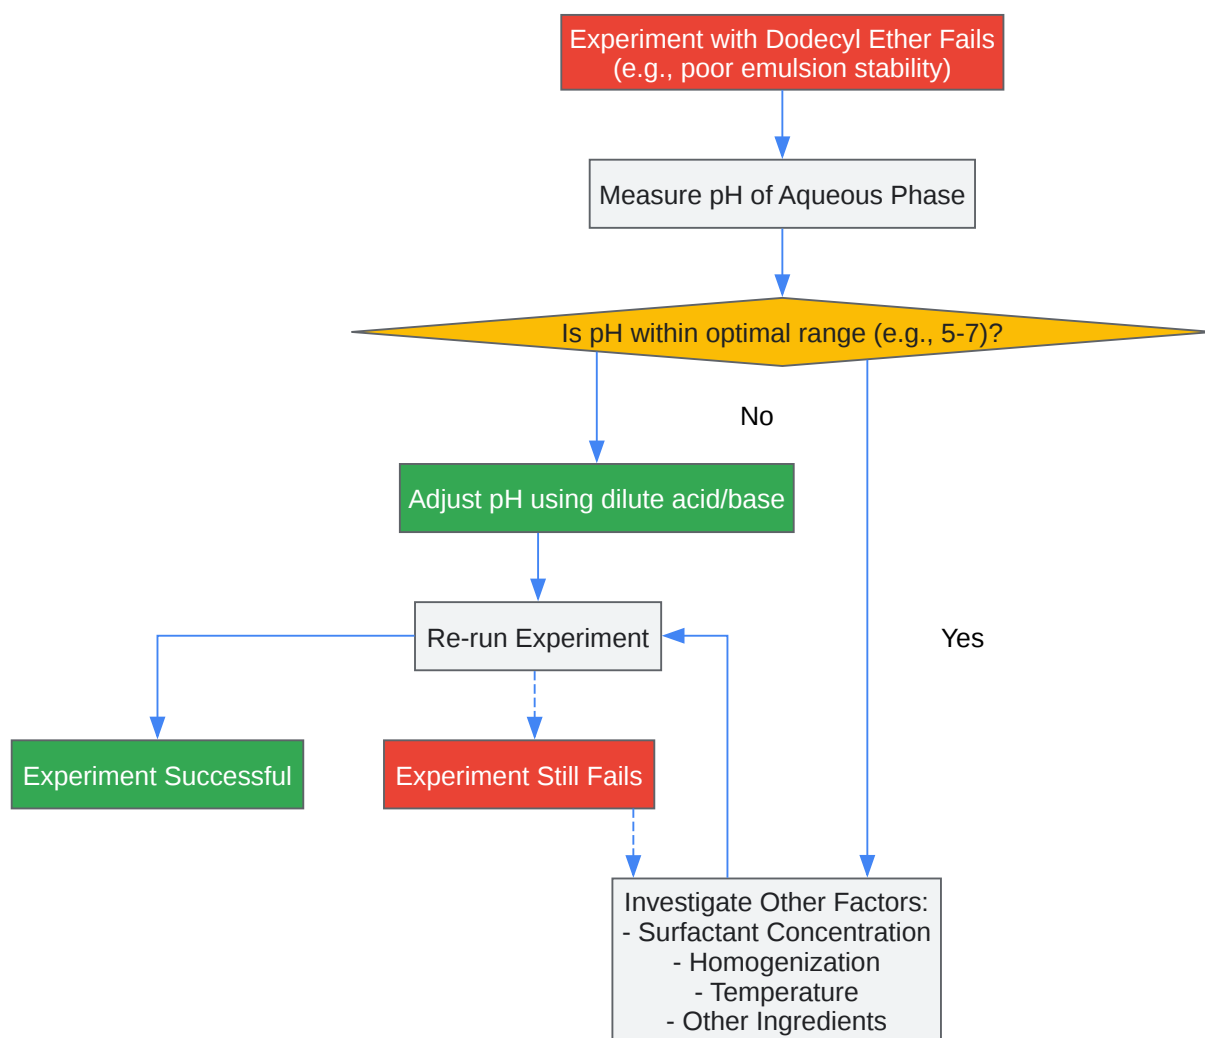 Experiment with Dodecyl Ether Fails
(e.g., poor emulsion stability)
Measure pH of Aqueous Phase
Is pH within optimal range (e.g., 5-7)?
No
Adjust pH using dilute acid/base
Re-run Experiment
Yes
Experiment Successful
Experiment Still Fails
Investigate Other Factors:
- Surfactant Concentration
- Homogenization
- Temperature
- Other Ingredients